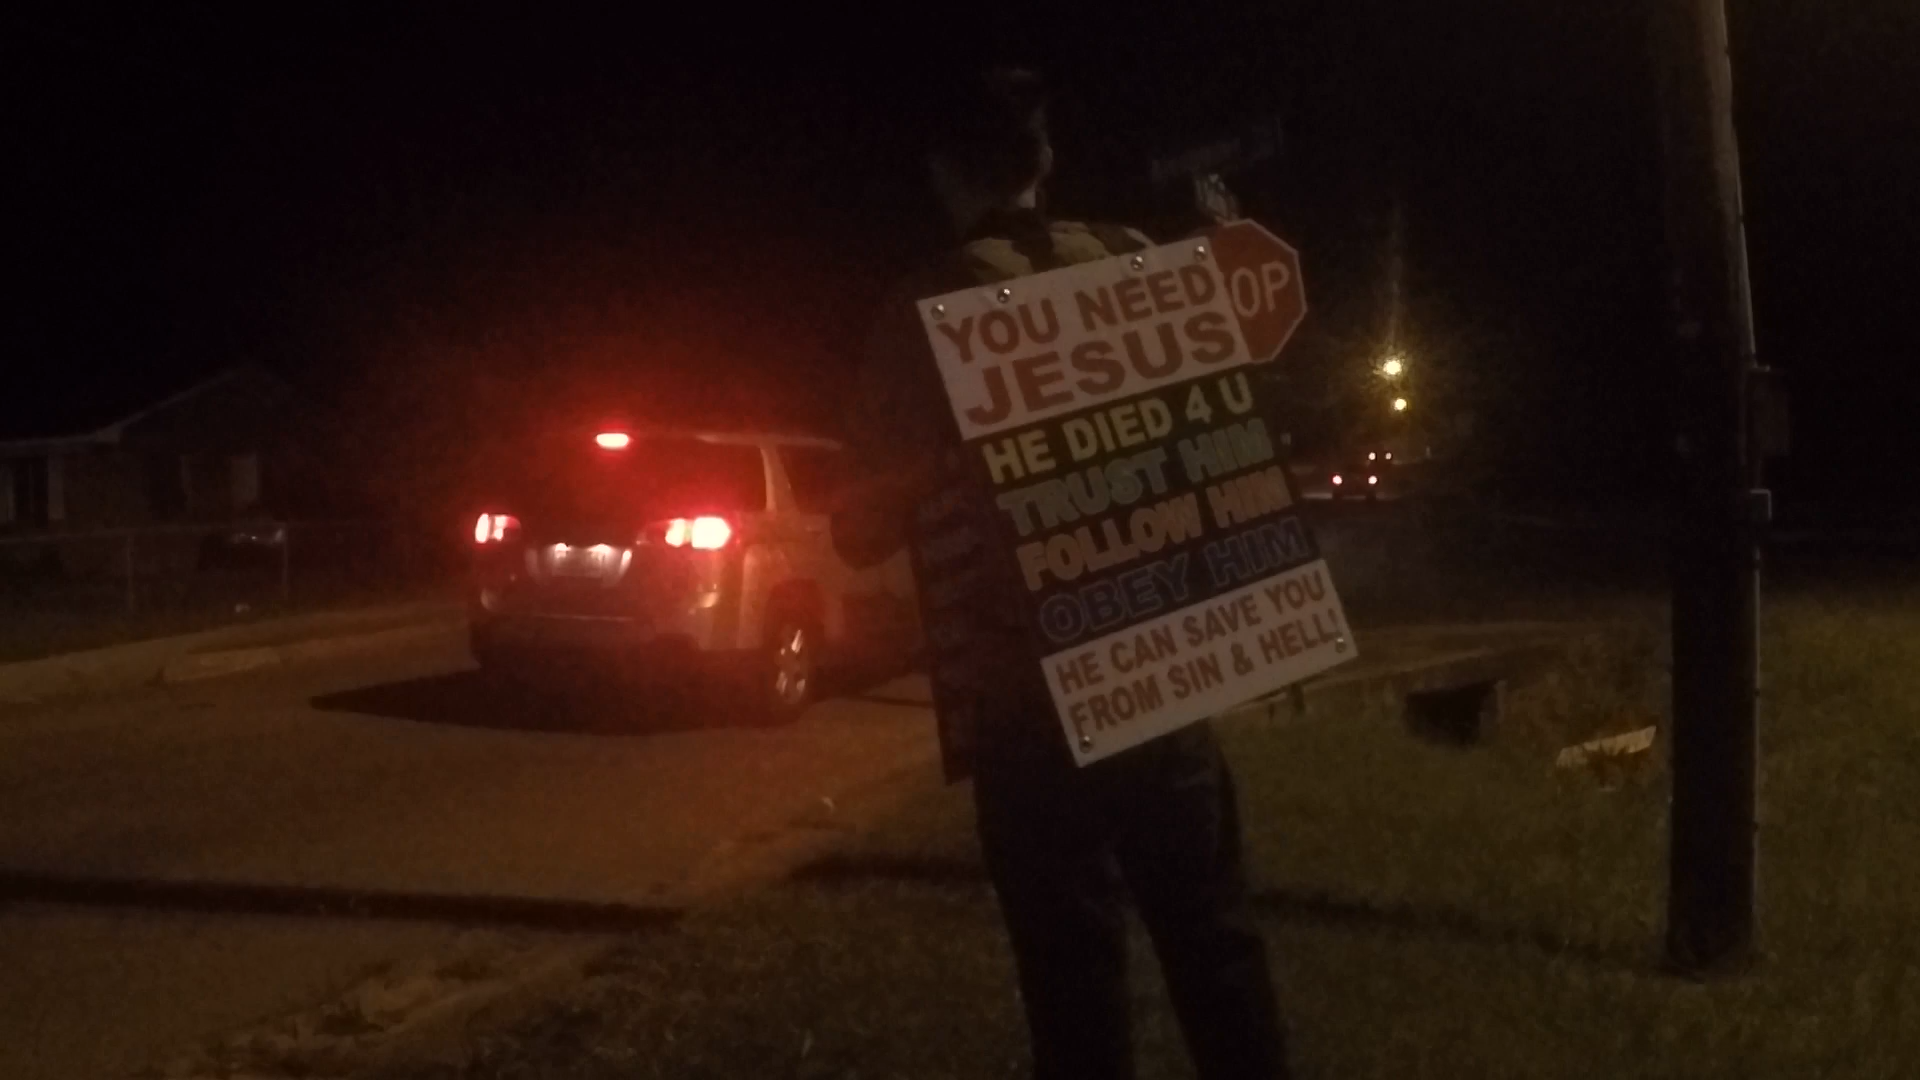 YOU NEED
JESUS
HE DIED 4 U
TRUST HIM
FOLLOW HIM
OBEY HIM
HE CAN SAVE YOU
FROM SIN & HELL!
OP